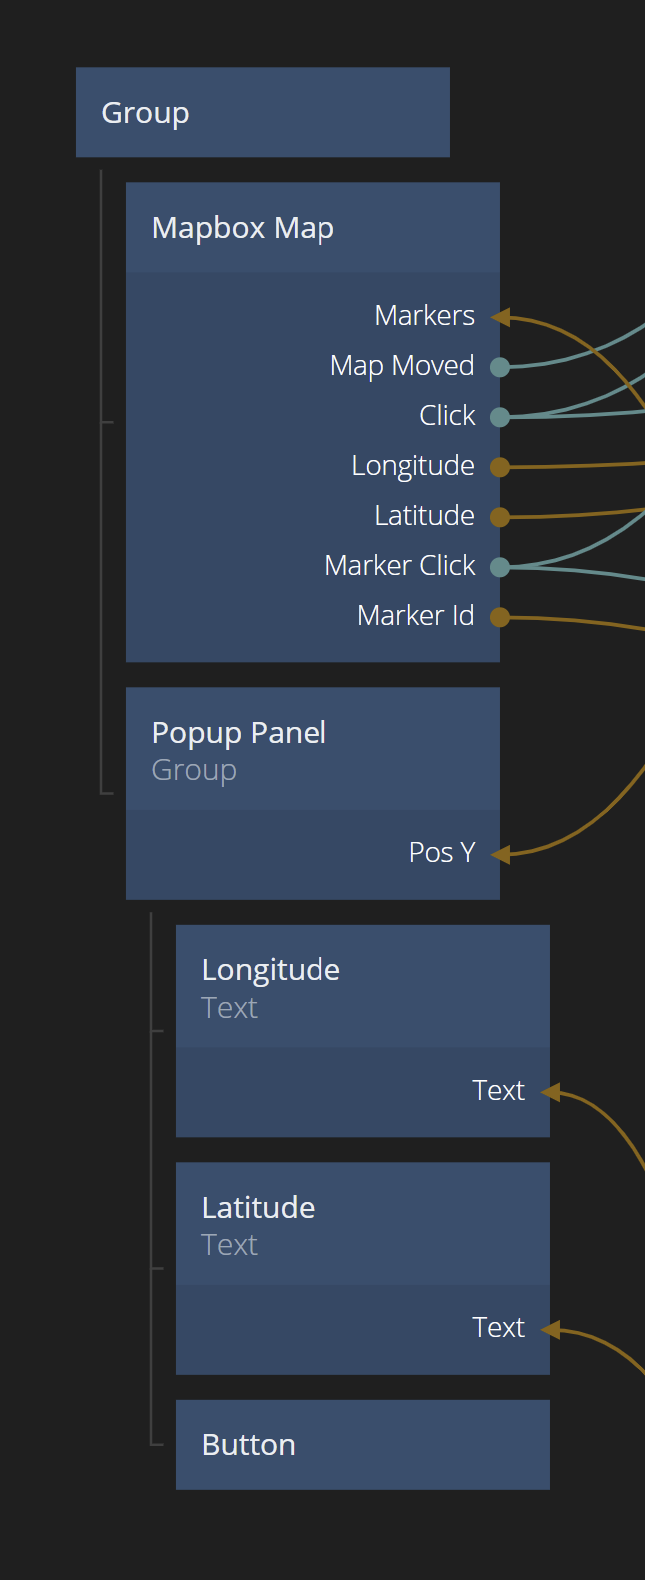 Group
Mapbox Map
Markers
Map Moved
Click
Longitude
Latitude
Marker Click
Marker Id
Popup Panel
Group
Pos Y
Longitude
Text
Text
Latitude
Text
Text
Button